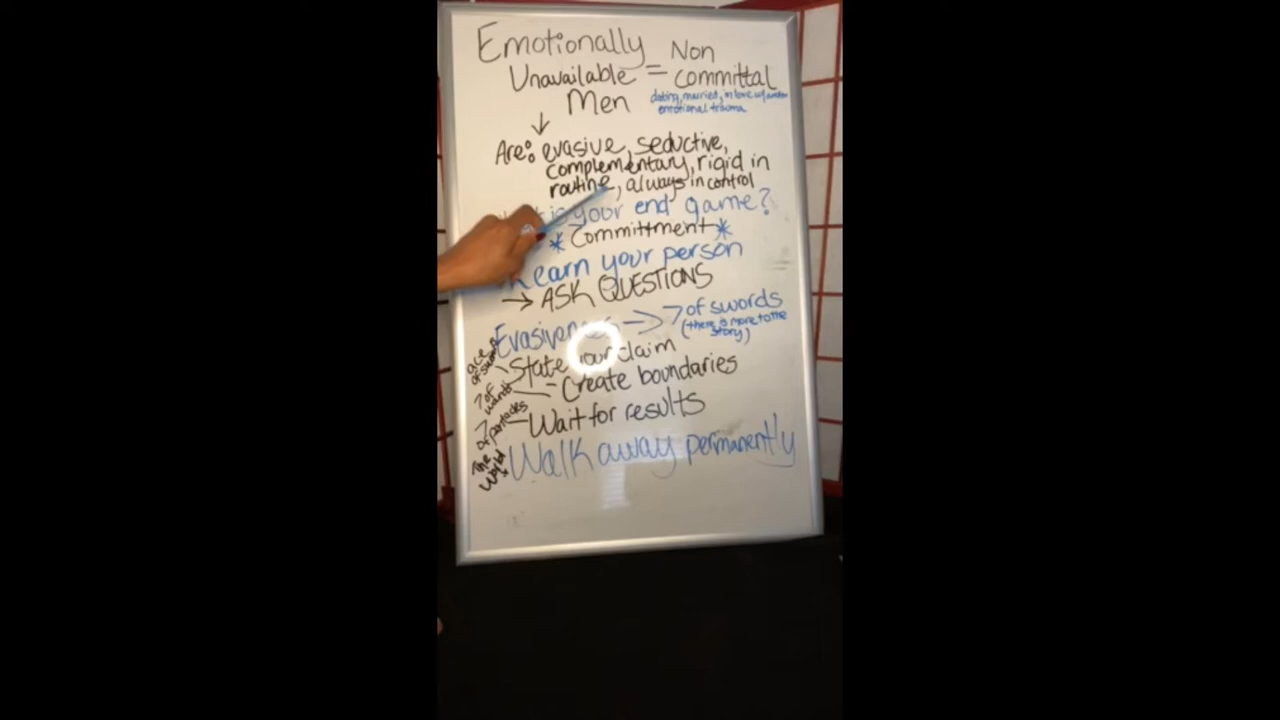 Emotionally
Unavailable = Non committal
Men
dating, married, in love w/
emotional trauma
Are: evasive, seductive,
complementary, rigid in
routine, always in control
is your end game?
* Committment *
Learn your person
→ ASK QUESTIONS
Evasiveness → 7 of swords
(there is more to the
story)
ace of
- State your claim
7 of wands
- Create boundaries
7 of pentacles
- Wait for results
The World
Walk away permanently